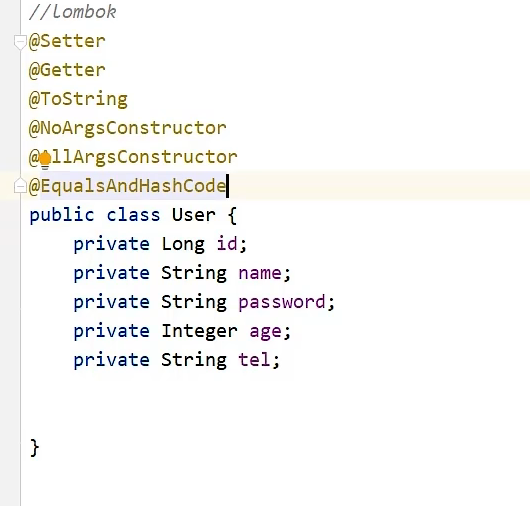 //Lombok
@Setter
@Getter
@ToString
@NoArgsConstructor
@AllArgsConstructor
@EqualsAndHashCode
public class User {
    private Long id;
    private String name;
    private String password;
    private Integer age;
    private String tel;
}